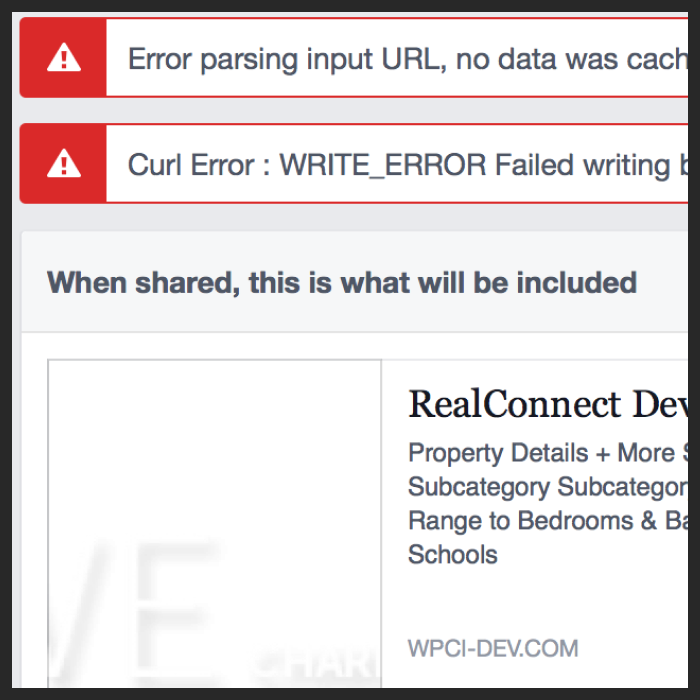 Error parsing input URL, no data was cach
Curl Error : WRITE_ERROR Failed writing b
When shared, this is what will be included
RealConnect Dev
Property Details + More S
Subcategory Subcategor
Range to Bedrooms & Ba
Schools
VE
CHARI
WPCI-DEV.COM